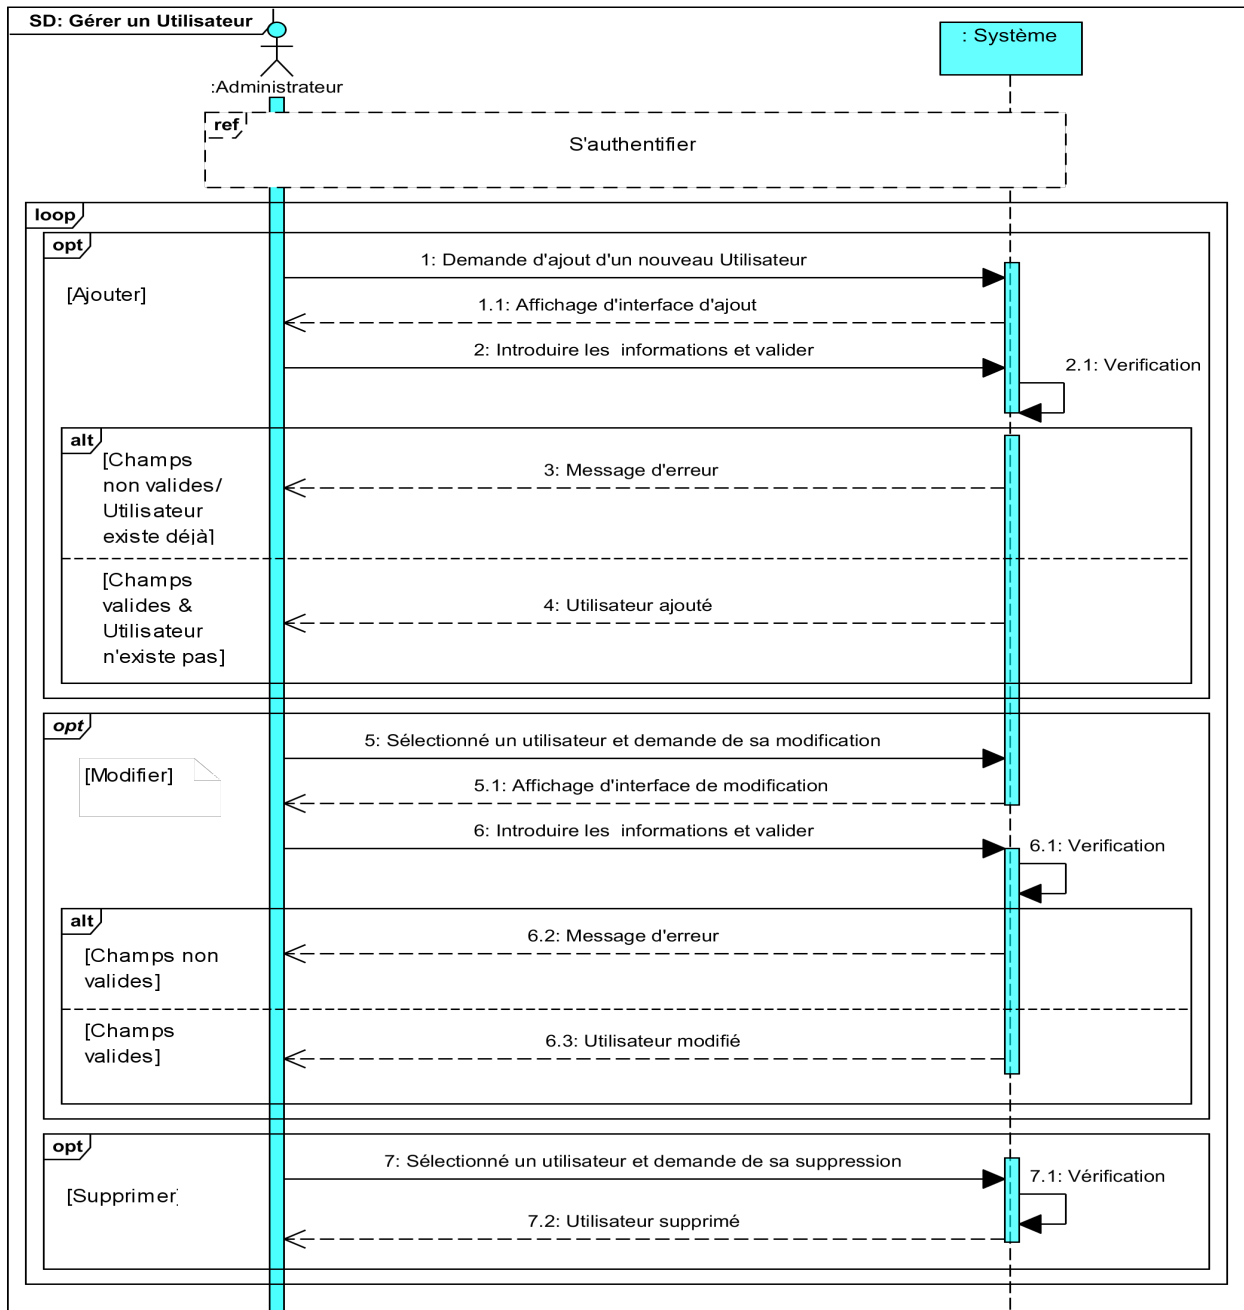 SD: Gérer un Utilisateur
:Administrateur
: Système
ref
S'authentifier
loop
opt
[Ajouter]
1: Demande d'ajout d'un nouveau Utilisateur
1.1: Affichage d'interface d'ajout
2: Introduire les informations et valider
2.1: Verification
alt
[Champs
non valides/
Utilisateur
existe déjà]
3: Message d'erreur
[Champs
valides &
Utilisateur
n'existe pas]
4: Utilisateur ajouté
opt
[Modifier]
5: Sélectionné un utilisateur et demande de sa modification
5.1: Affichage d'interface de modification
6: Introduire les informations et valider
6.1: Verification
alt
[Champs non
valides]
6.2: Message d'erreur
[Champs
valides]
6.3: Utilisateur modifié
opt
[Supprimer]
7: Sélectionné un utilisateur et demande de sa suppression
7.1: Vérification
7.2: Utilisateur supprimé